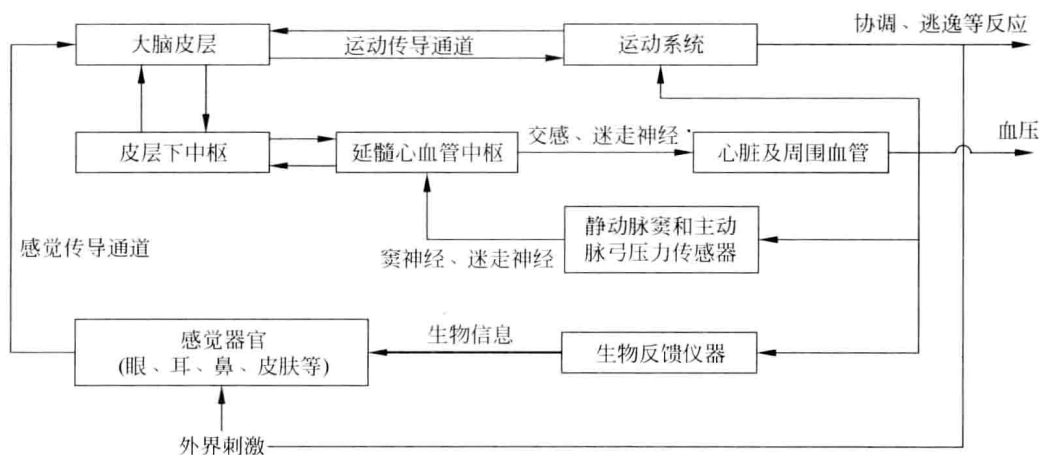 大脑皮层
运动传导通道
运动系统
协调、逃逸等反应
皮层下中枢
延髓心血管中枢
交感、迷走神经
心脏及周围血管
血压
感觉传导通道
窦神经、迷走神经
静动脉窦和主动
脉弓压力传感器
感觉器官
(眼、耳、鼻、皮肤等)
生物信息
生物反馈仪器
外界刺激